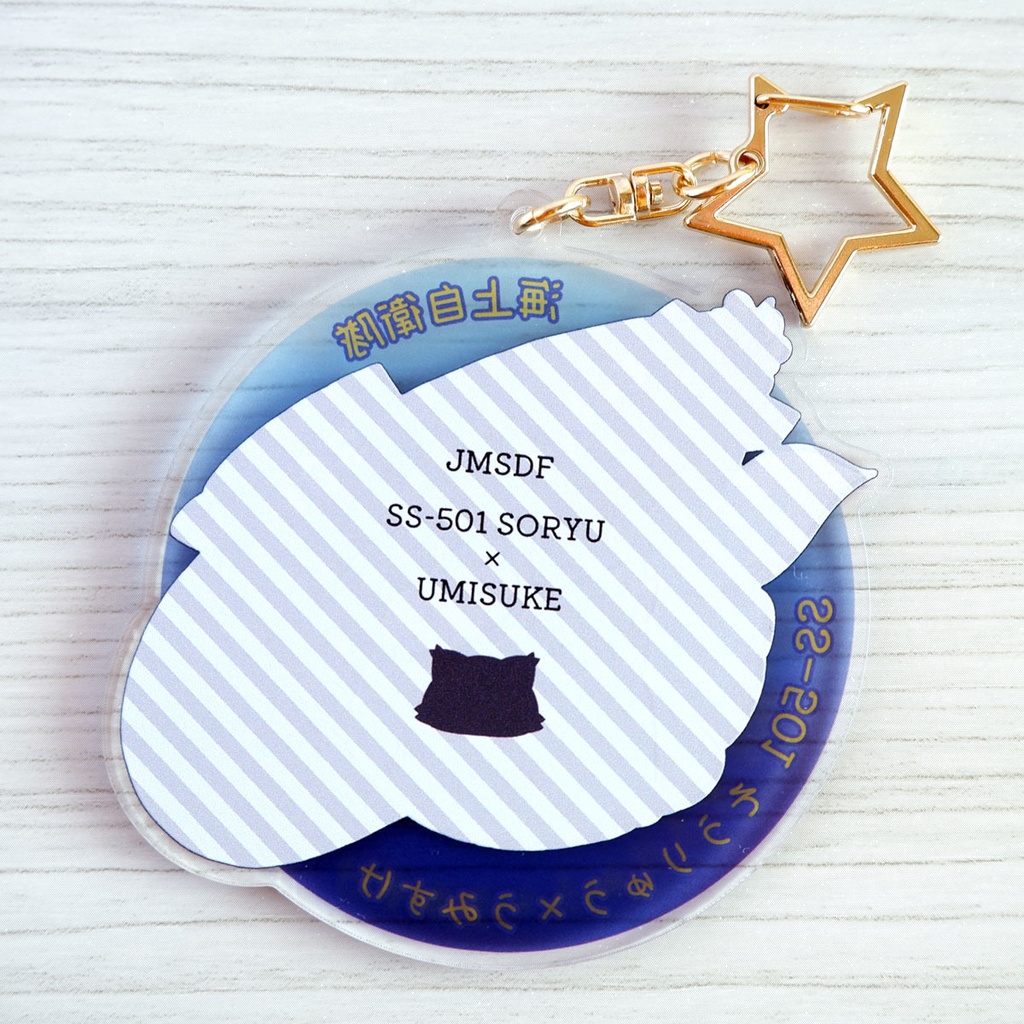 海上自衛隊
JMSDF
SS-501 SORYU
×
UMISUKE
SS-501
そうりゅう×うみすけ